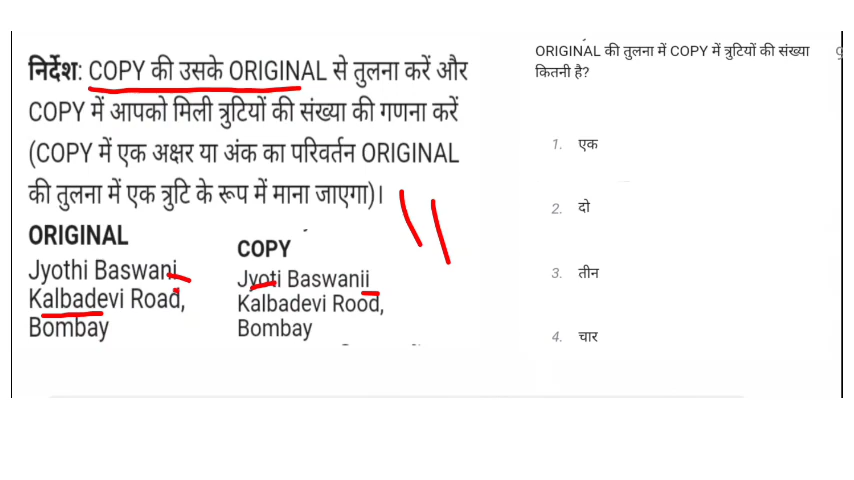 निर्देश: COPY की उसके ORIGINAL से तुलना करें और
COPY में आपको मिली त्रुटियों की संख्या की गणना करें
(COPY में एक अक्षर या अंक का परिवर्तन ORIGINAL
की तुलना में एक त्रुटि के रूप में माना जाएगा)।
ORIGINAL
Jyothi Baswani
Kalbadevi Road,
Bombay
COPY
Jyoti Baswanii
Kalbadevi Rood,
Bombay
ORIGINAL की तुलना में COPY में त्रुटियों की संख्या
कितनी है?
1. एक
2. दो
3. तीन
4. चार